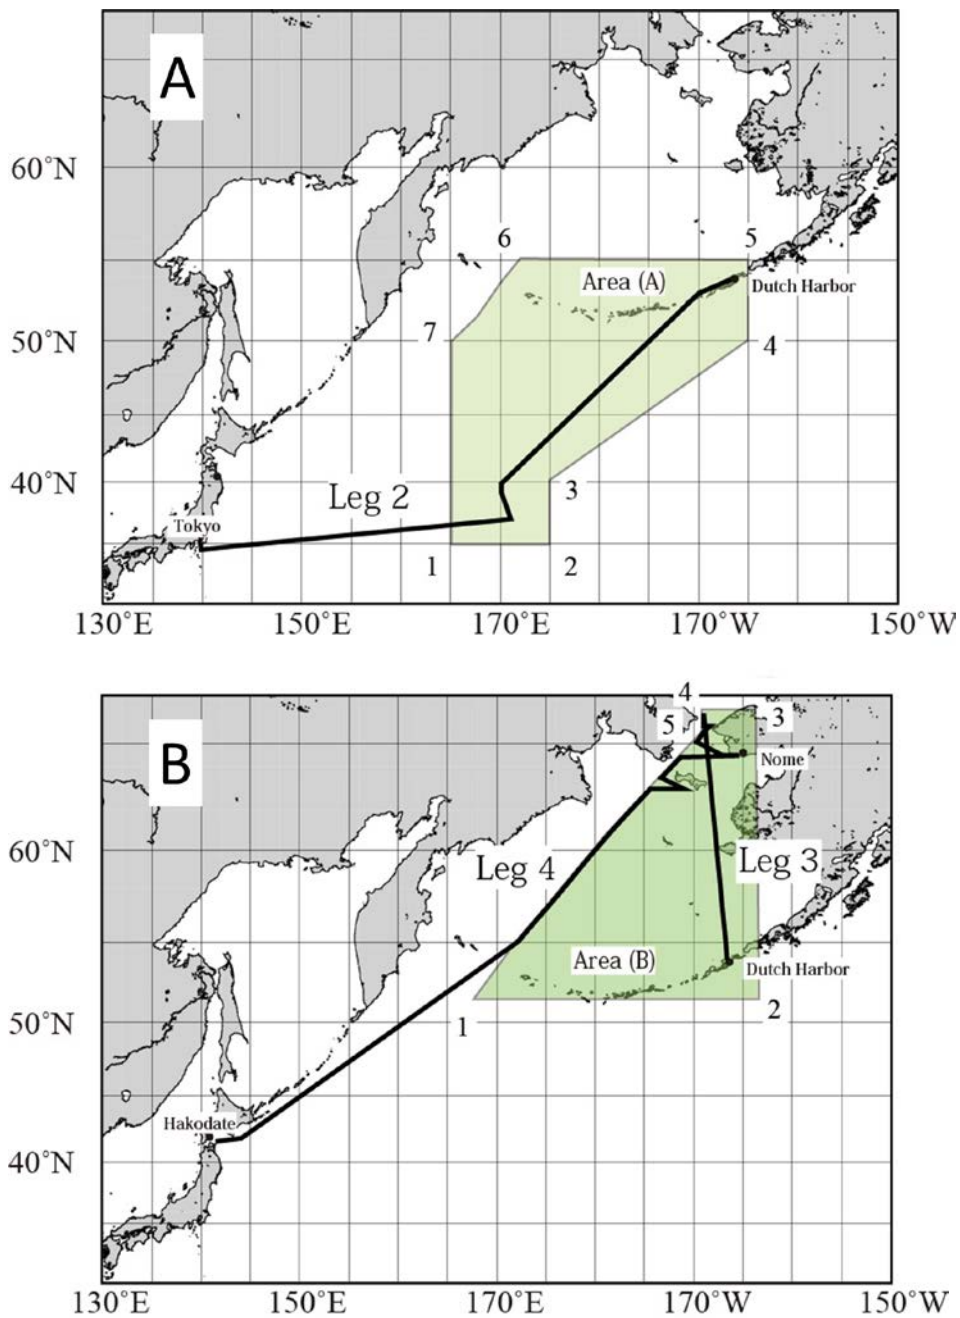 A
60°N
6
5
Area (A)
Dutch Harbor
7
50°N
4
40°N
Leg 2
3
Tokyo
1
2
130°E
150°E
170°E
170°W
150°W
4
5
3
B
Nome
60°N
Leg 4
Leg 3
Area (B)
Dutch Harbor
1
2
50°N
Hakodate
40°N
130°E
150°E
170°E
170°W
150°W